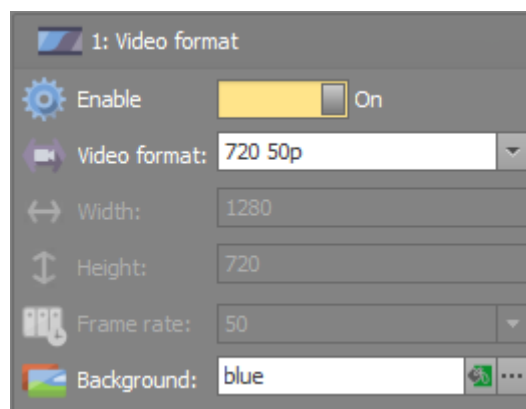 1: Video format
Enable On
Video format: 720 50p
Width: 1280
Height: 720
Frame rate: 50
Background: blue